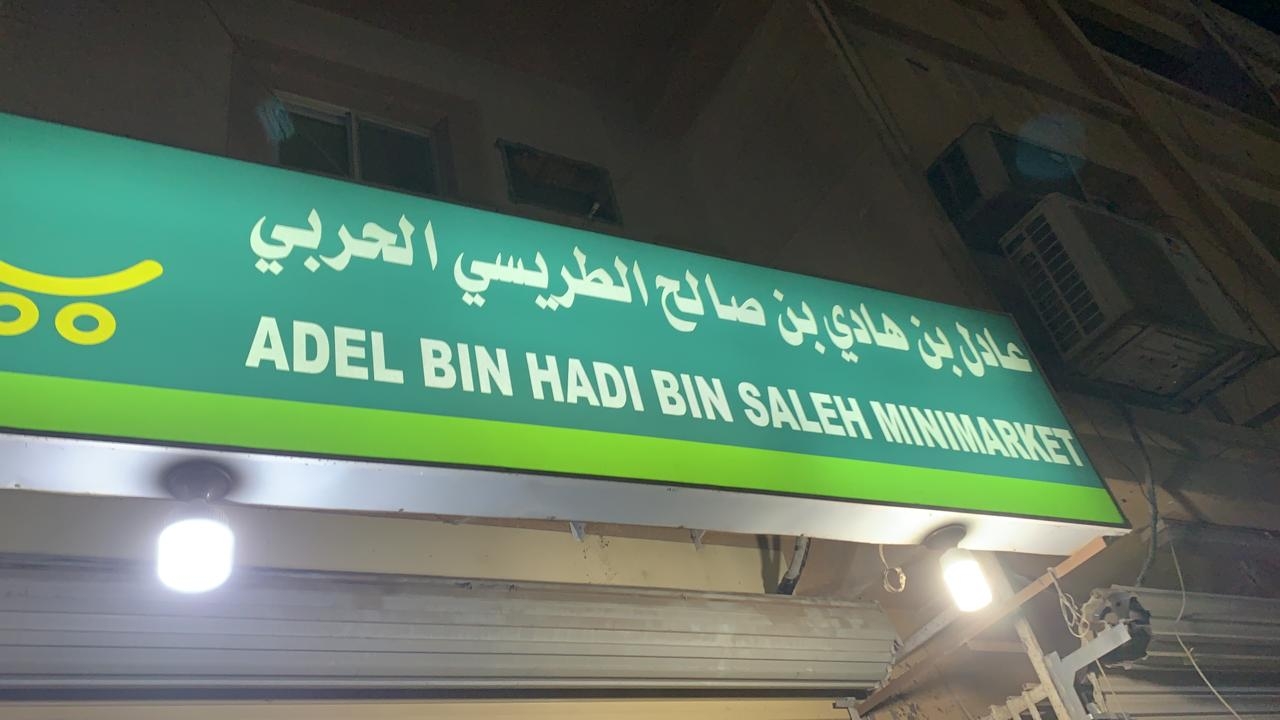 عادل بن هادي بن صالح الطريسي الحربي
ADEL BIN HADI BIN SALEH MINIMARKET